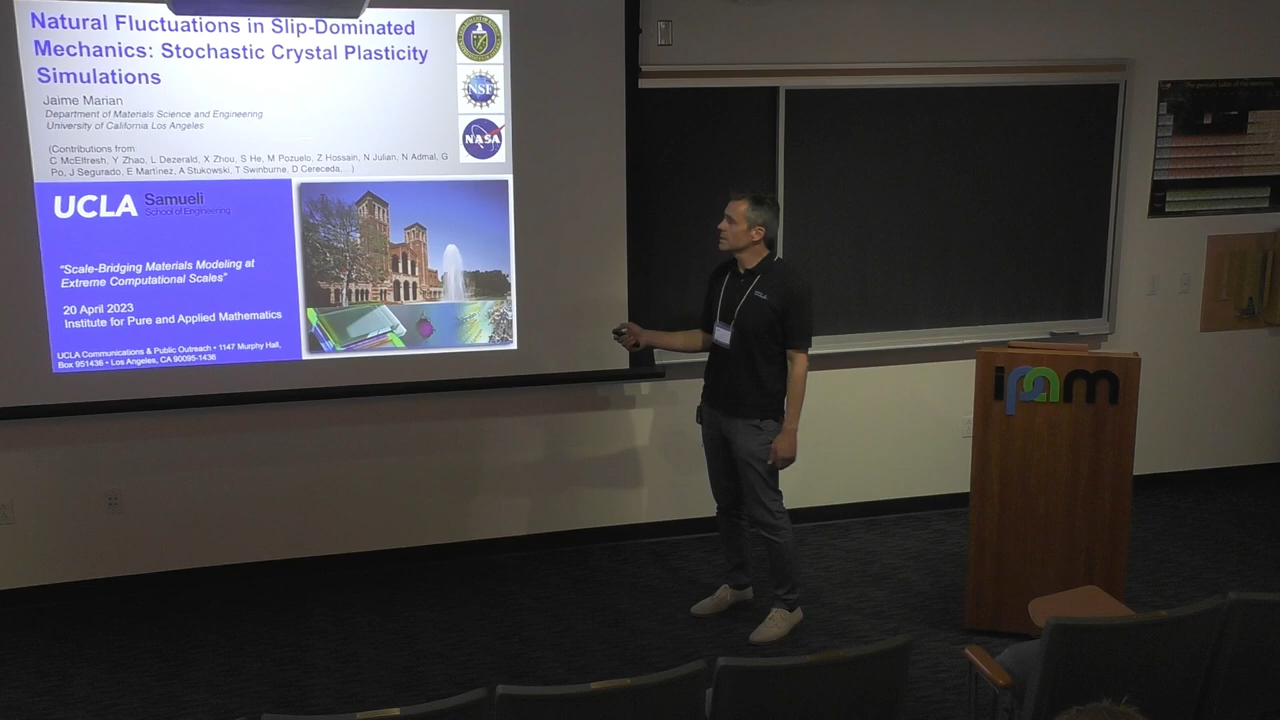 Natural Fluctuations in Slip-Dominated
Mechanics: Stochastic Crystal Plasticity
Simulations
Jaime Marian
Department of Materials Science and Engineering
University of California Los Angeles
(Contributions from
C McElfresh, Y Zhao, L Dezerald, X Zhou, S He, M Pozuelo, Z Hossain, N Julian, N Admal, G
Po, J Segurado, E Martinez, A Stukowski, T Swinburne, D Cereceda,...)
NSF
NASA
UCLA Samueli
School of Engineering
"Scale-Bridging Materials Modeling at
Extreme Computational Scales"
20 April 2023
Institute for Pure and Applied Mathematics
UCLA Communications & Public Outreach • 1147 Murphy Hall,
Box 951436 • Los Angeles, CA 90095-1436
ipam